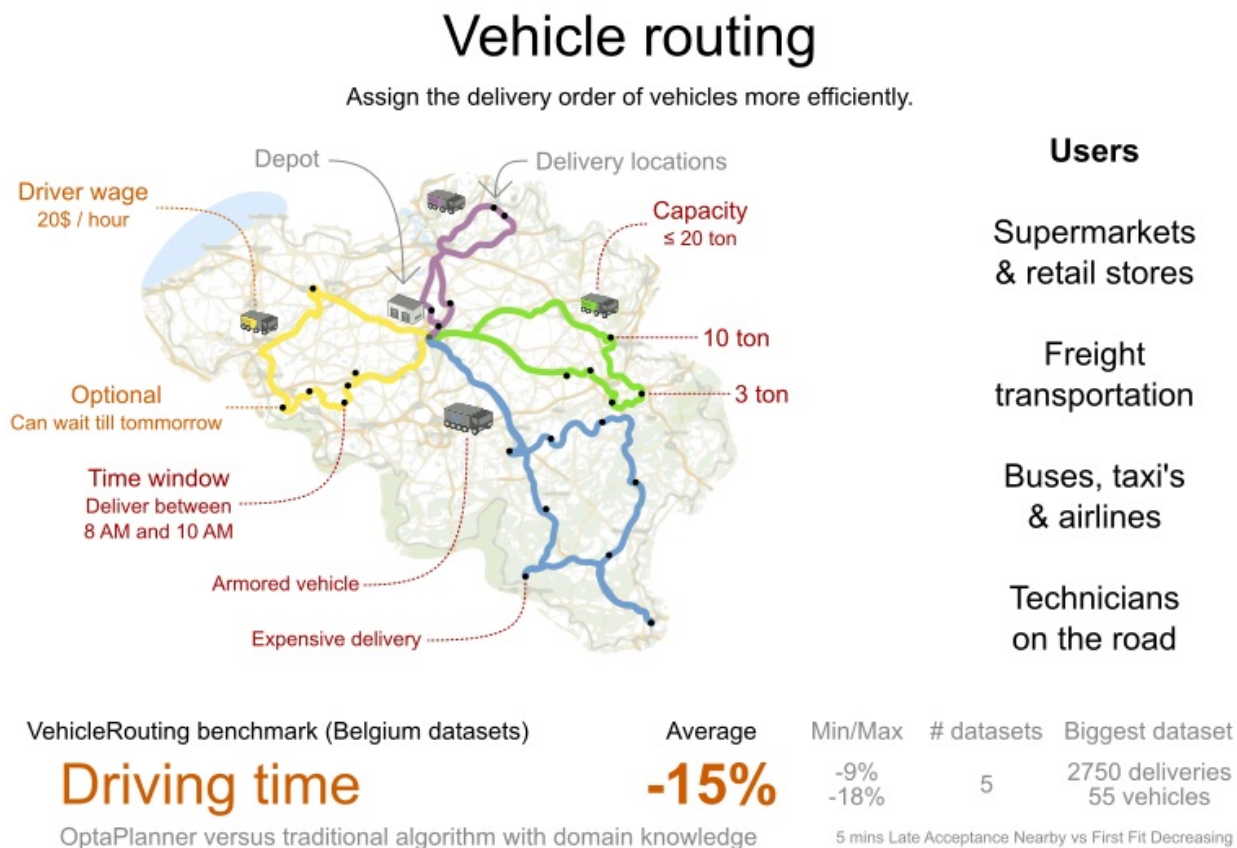 Vehicle routing
Assign the delivery order of vehicles more efficiently.
Depot
Delivery locations
Driver wage
20$ / hour
Capacity
≤ 20 ton
10 ton
3 ton
Optional
Can wait till tommorrow
Time window
Deliver between
8 AM and 10 AM
Armored vehicle
Expensive delivery
Users
Supermarkets
& retail stores
Freight
transportation
Buses, taxi's
& airlines
Technicians
on the road
VehicleRouting benchmark (Belgium datasets)
Driving time
OptaPlanner versus traditional algorithm with domain knowledge
Average
-15%
Min/Max
-9%
-18%
# datasets
5
Biggest dataset
2750 deliveries
55 vehicles
5 mins Late Acceptance Nearby vs First Fit Decreasing